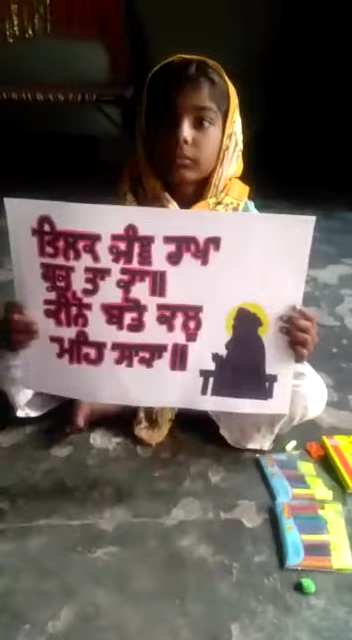 ਤਿਲਕ ਜੰਞੂ ਰਾਖਾ
ਪ੍ਰਭ ਤਾ ਕਾ॥
ਕੀਨੋ ਬਡੋ ਕਲੂ
ਮਹਿ ਸਾਕਾ॥